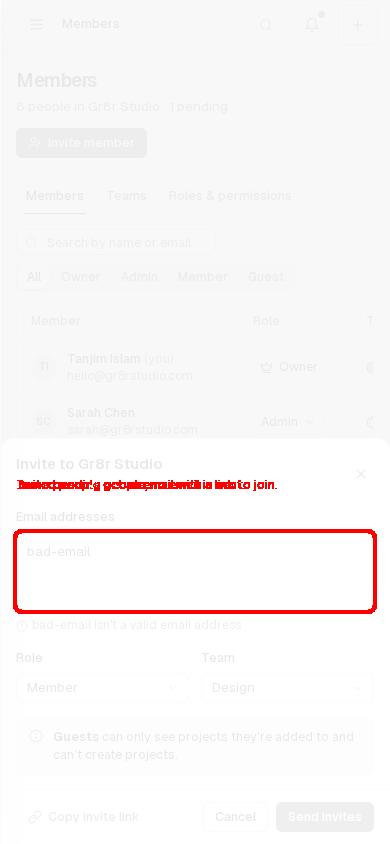 Members
Members
6 people in Gr8r Studio · 1 pending
Invite member
Members Teams Roles & permissions
Search by name or email
All Owner Admin Member Guest
Member Role T
TI Tanjim Islam (you) Owner
hello@gr8rstudio.com
SC Sarah Chen Admin
sarah@gr8rstudio.com
Invite to Gr8r Studio
to join.
Email addresses
bad-email
bad-email isn't a valid email address
Role Team
Member Design
Guests can only see projects they're added to and
can't create projects.
Copy invite link Cancel Send invites